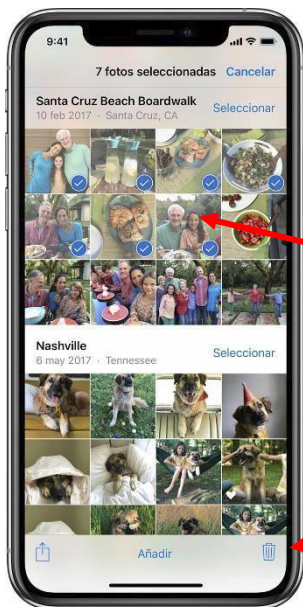 9:41
7 fotos seleccionadas Cancelar
Santa Cruz Beach Boardwalk
10 feb 2017 · Santa Cruz, CA Seleccionar
Nashville
6 may 2017 · Tennessee Seleccionar
Añadir